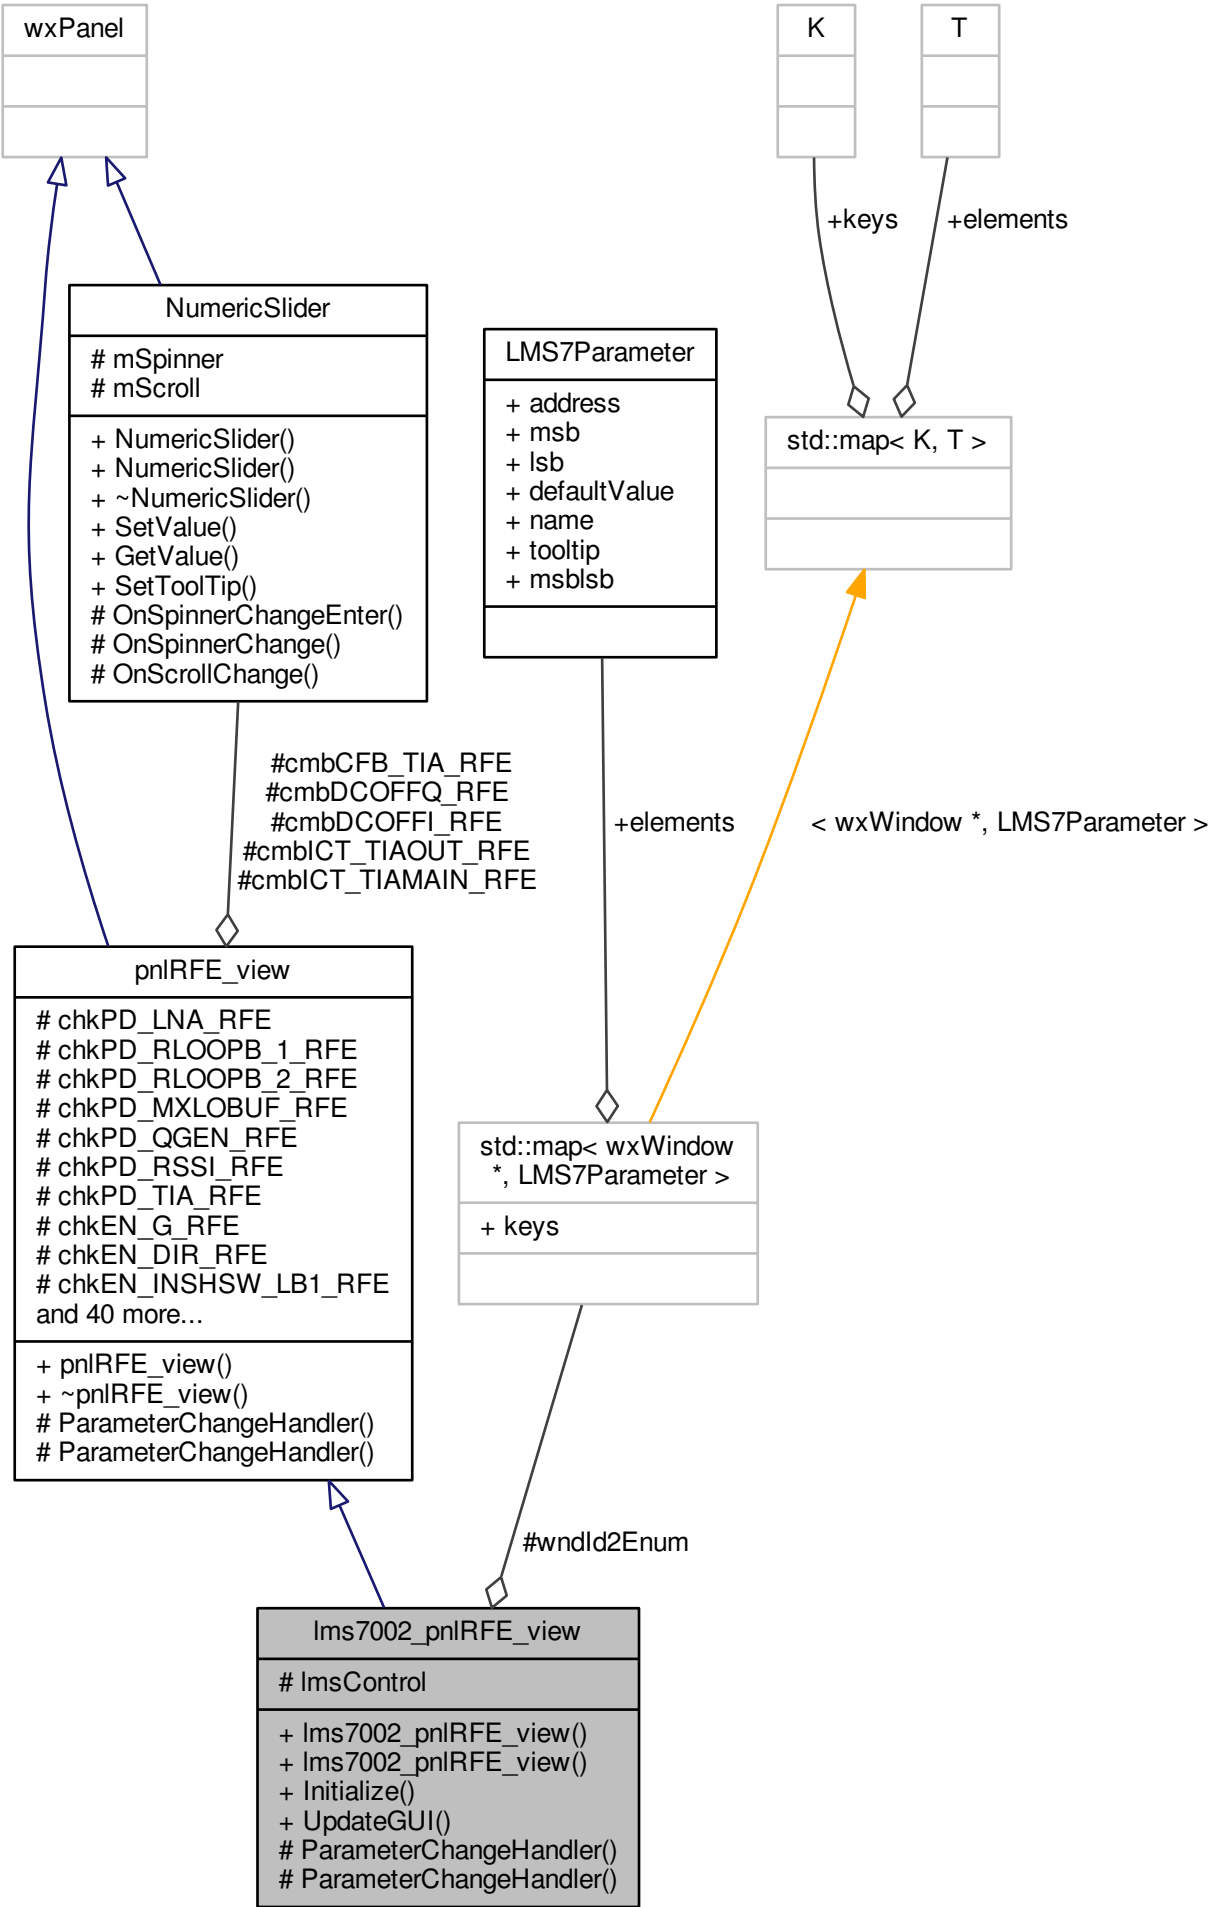 wxPanel
K
T
+keys
+elements
NumericSlider
# mSpinner
# mScroll
+ NumericSlider()
+ NumericSlider()
+ ~NumericSlider()
+ SetValue()
+ GetValue()
+ SetToolTip()
# OnSpinnerChangeEnter()
# OnSpinnerChange()
# OnScrollChange()
LMS7Parameter
+ address
+ msb
+ lsb
+ defaultValue
+ name
+ tooltip
+ msblsb
std::map< K, T >
#cmbCFB_TIA_RFE
#cmbDCOFFQ_RFE
#cmbDCOFFI_RFE
#cmbICT_TIAOUT_RFE
#cmbICT_TIAMAIN_RFE
+elements
< wxWindow *, LMS7Parameter >
pnlRFE_view
# chkPD_LNA_RFE
# chkPD_RLOOPB_1_RFE
# chkPD_RLOOPB_2_RFE
# chkPD_MXLOBUF_RFE
# chkPD_QGEN_RFE
# chkPD_RSSI_RFE
# chkPD_TIA_RFE
# chkEN_G_RFE
# chkEN_DIR_RFE
# chkEN_INSHSW_LB1_RFE
and 40 more...
+ pnlRFE_view()
+ ~pnlRFE_view()
# ParameterChangeHandler()
# ParameterChangeHandler()
std::map< wxWindow
*, LMS7Parameter >
+ keys
#wndId2Enum
lms7002_pnlRFE_view
# lmsControl
+ lms7002_pnlRFE_view()
+ lms7002_pnlRFE_view()
+ Initialize()
+ UpdateGUI()
# ParameterChangeHandler()
# ParameterChangeHandler()